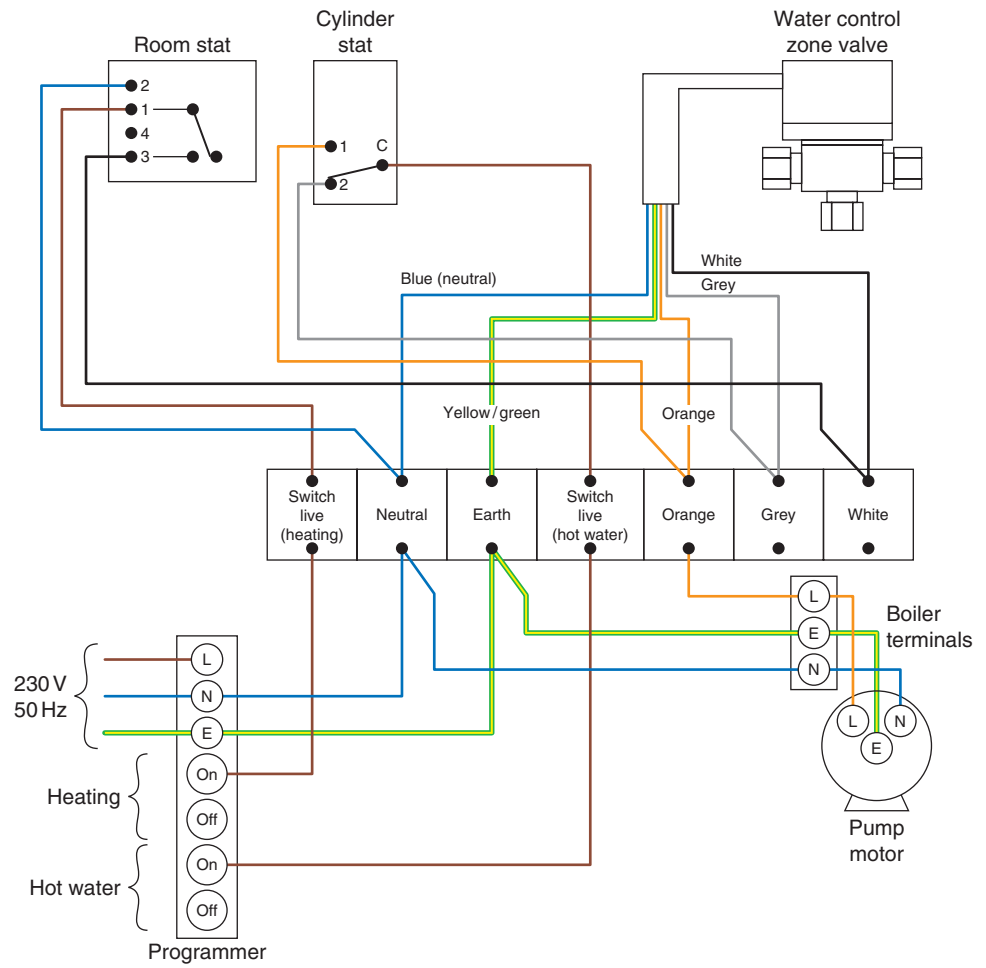 Room stat
Cylinder
stat
Water control
zone valve
2
1
4
3
1
C
2
White
Grey
Blue (neutral)
Yellow/green
Orange
Switch
live
(heating)
Neutral
Earth
Switch
live
(hot water)
Orange
Grey
White
L
E
N
Boiler
terminals
L
N
E
Pump
motor
230 V
50 Hz
L
N
E
Heating
On
Off
Hot water
On
Off
Programmer